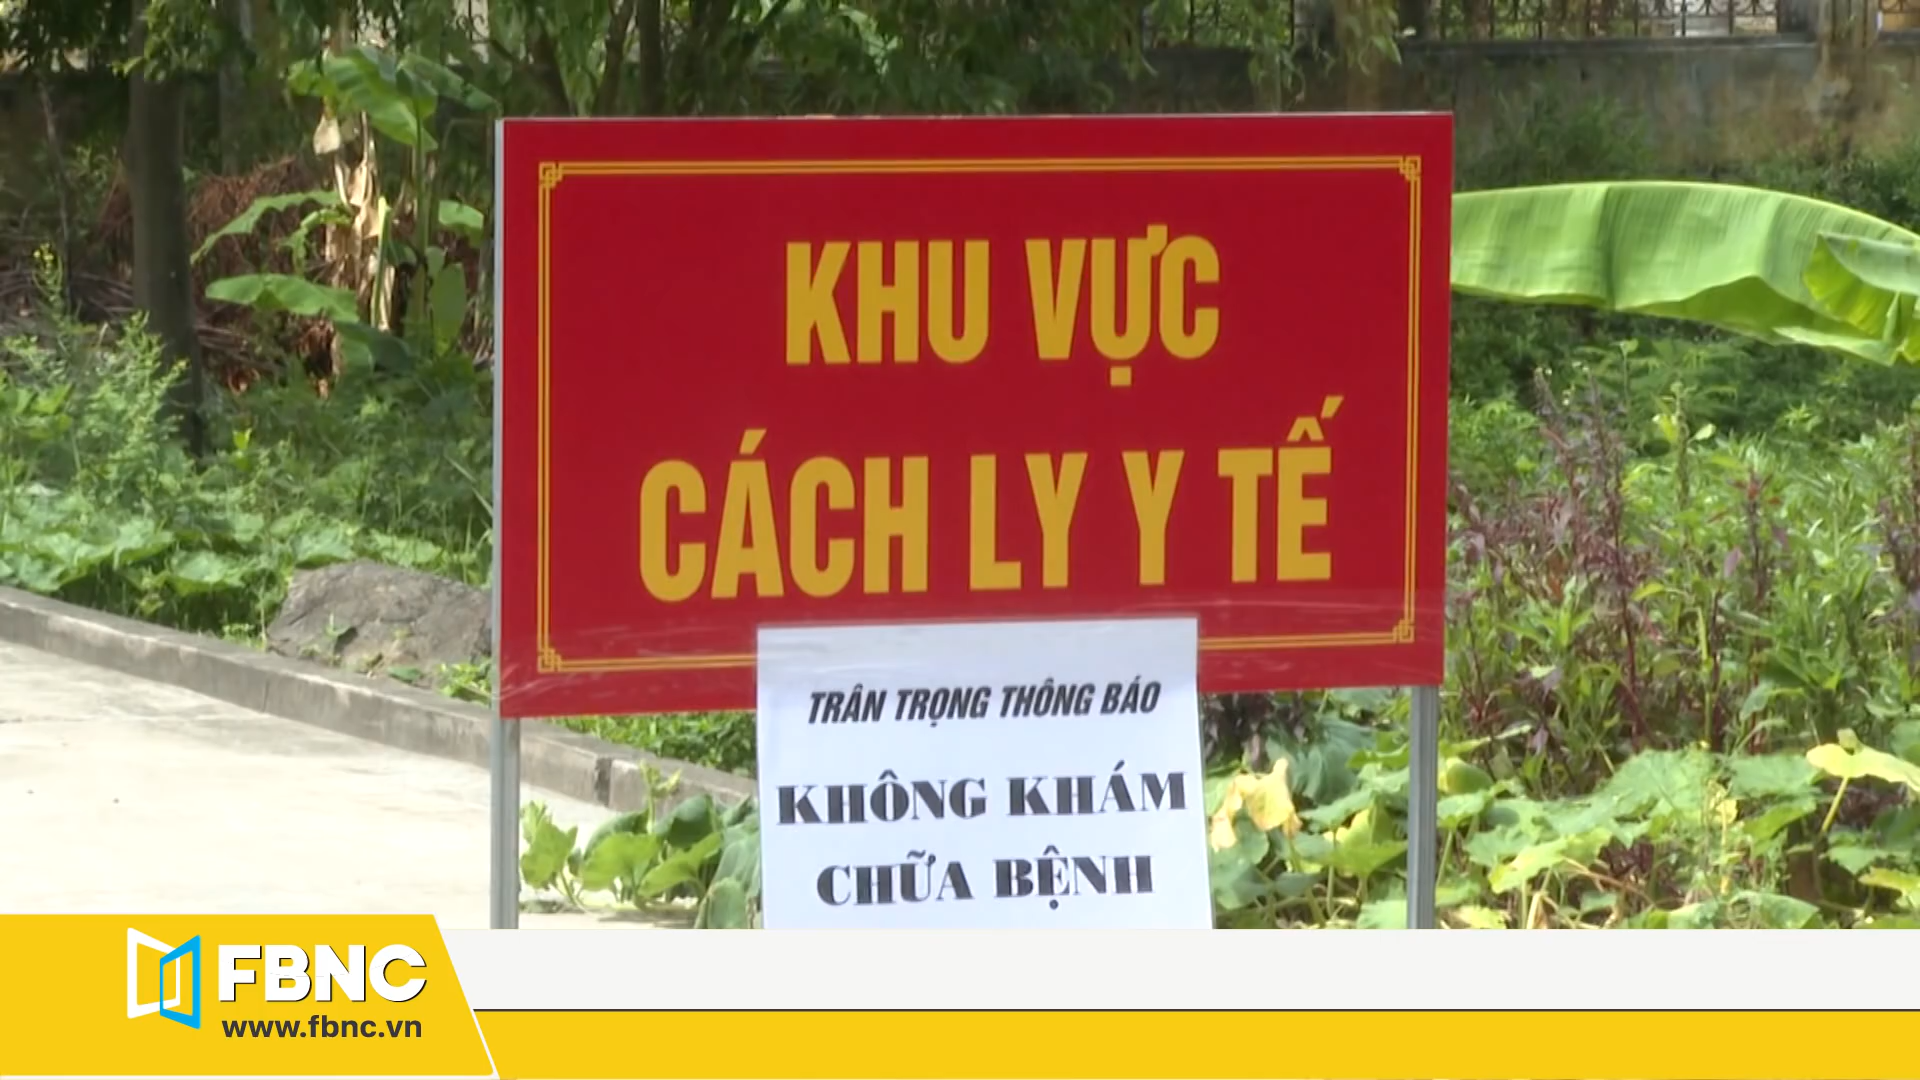 KHU VỰC
CÁCH LY Y TẾ
TRÂN TRỌNG THÔNG BÁO
KHÔNG KHÁM
CHỮA BỆNH
FBNC
www.fbnc.vn